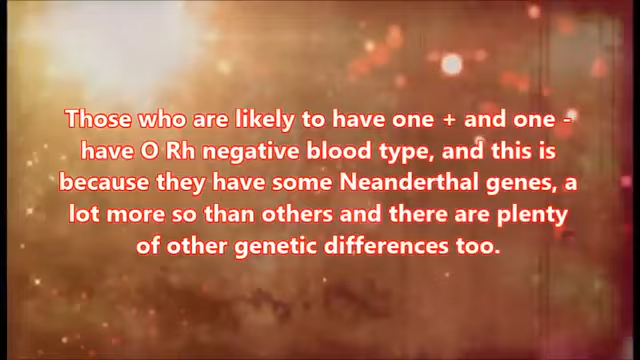 Those who are likely to have one + and one -
have O Rh negative blood type, and this is
because they have some Neanderthal genes, a
lot more so than others and there are plenty
of other genetic differences too.